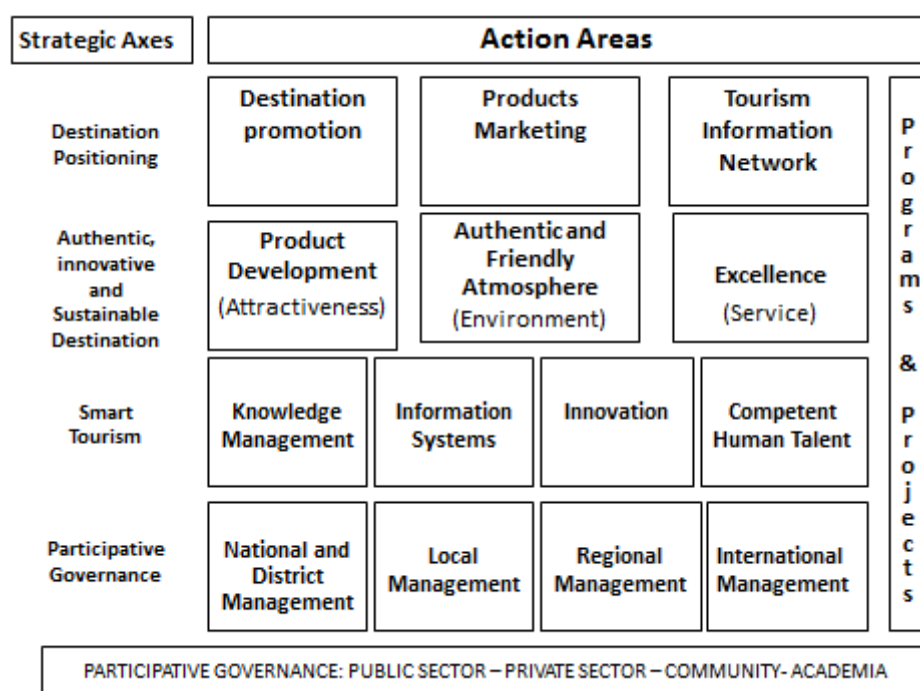 Strategic Axes
Action Areas
Destination
Positioning
Destination
promotion
Products
Marketing
Tourism
Information
Network
Authentic,
innovative
and
Sustainable
Destination
Product
Development
(Attractiveness)
Authentic and
Friendly
Atmosphere
(Environment)
Excellence
(Service)
Smart
Tourism
Knowledge
Management
Information
Systems
Innovation
Competent
Human Talent
Participative
Governance
National and
District
Management
Local
Management
Regional
Management
International
Management
Programs & Projects
PARTICIPATIVE GOVERNANCE: PUBLIC SECTOR – PRIVATE SECTOR – COMMUNITY- ACADEMIA